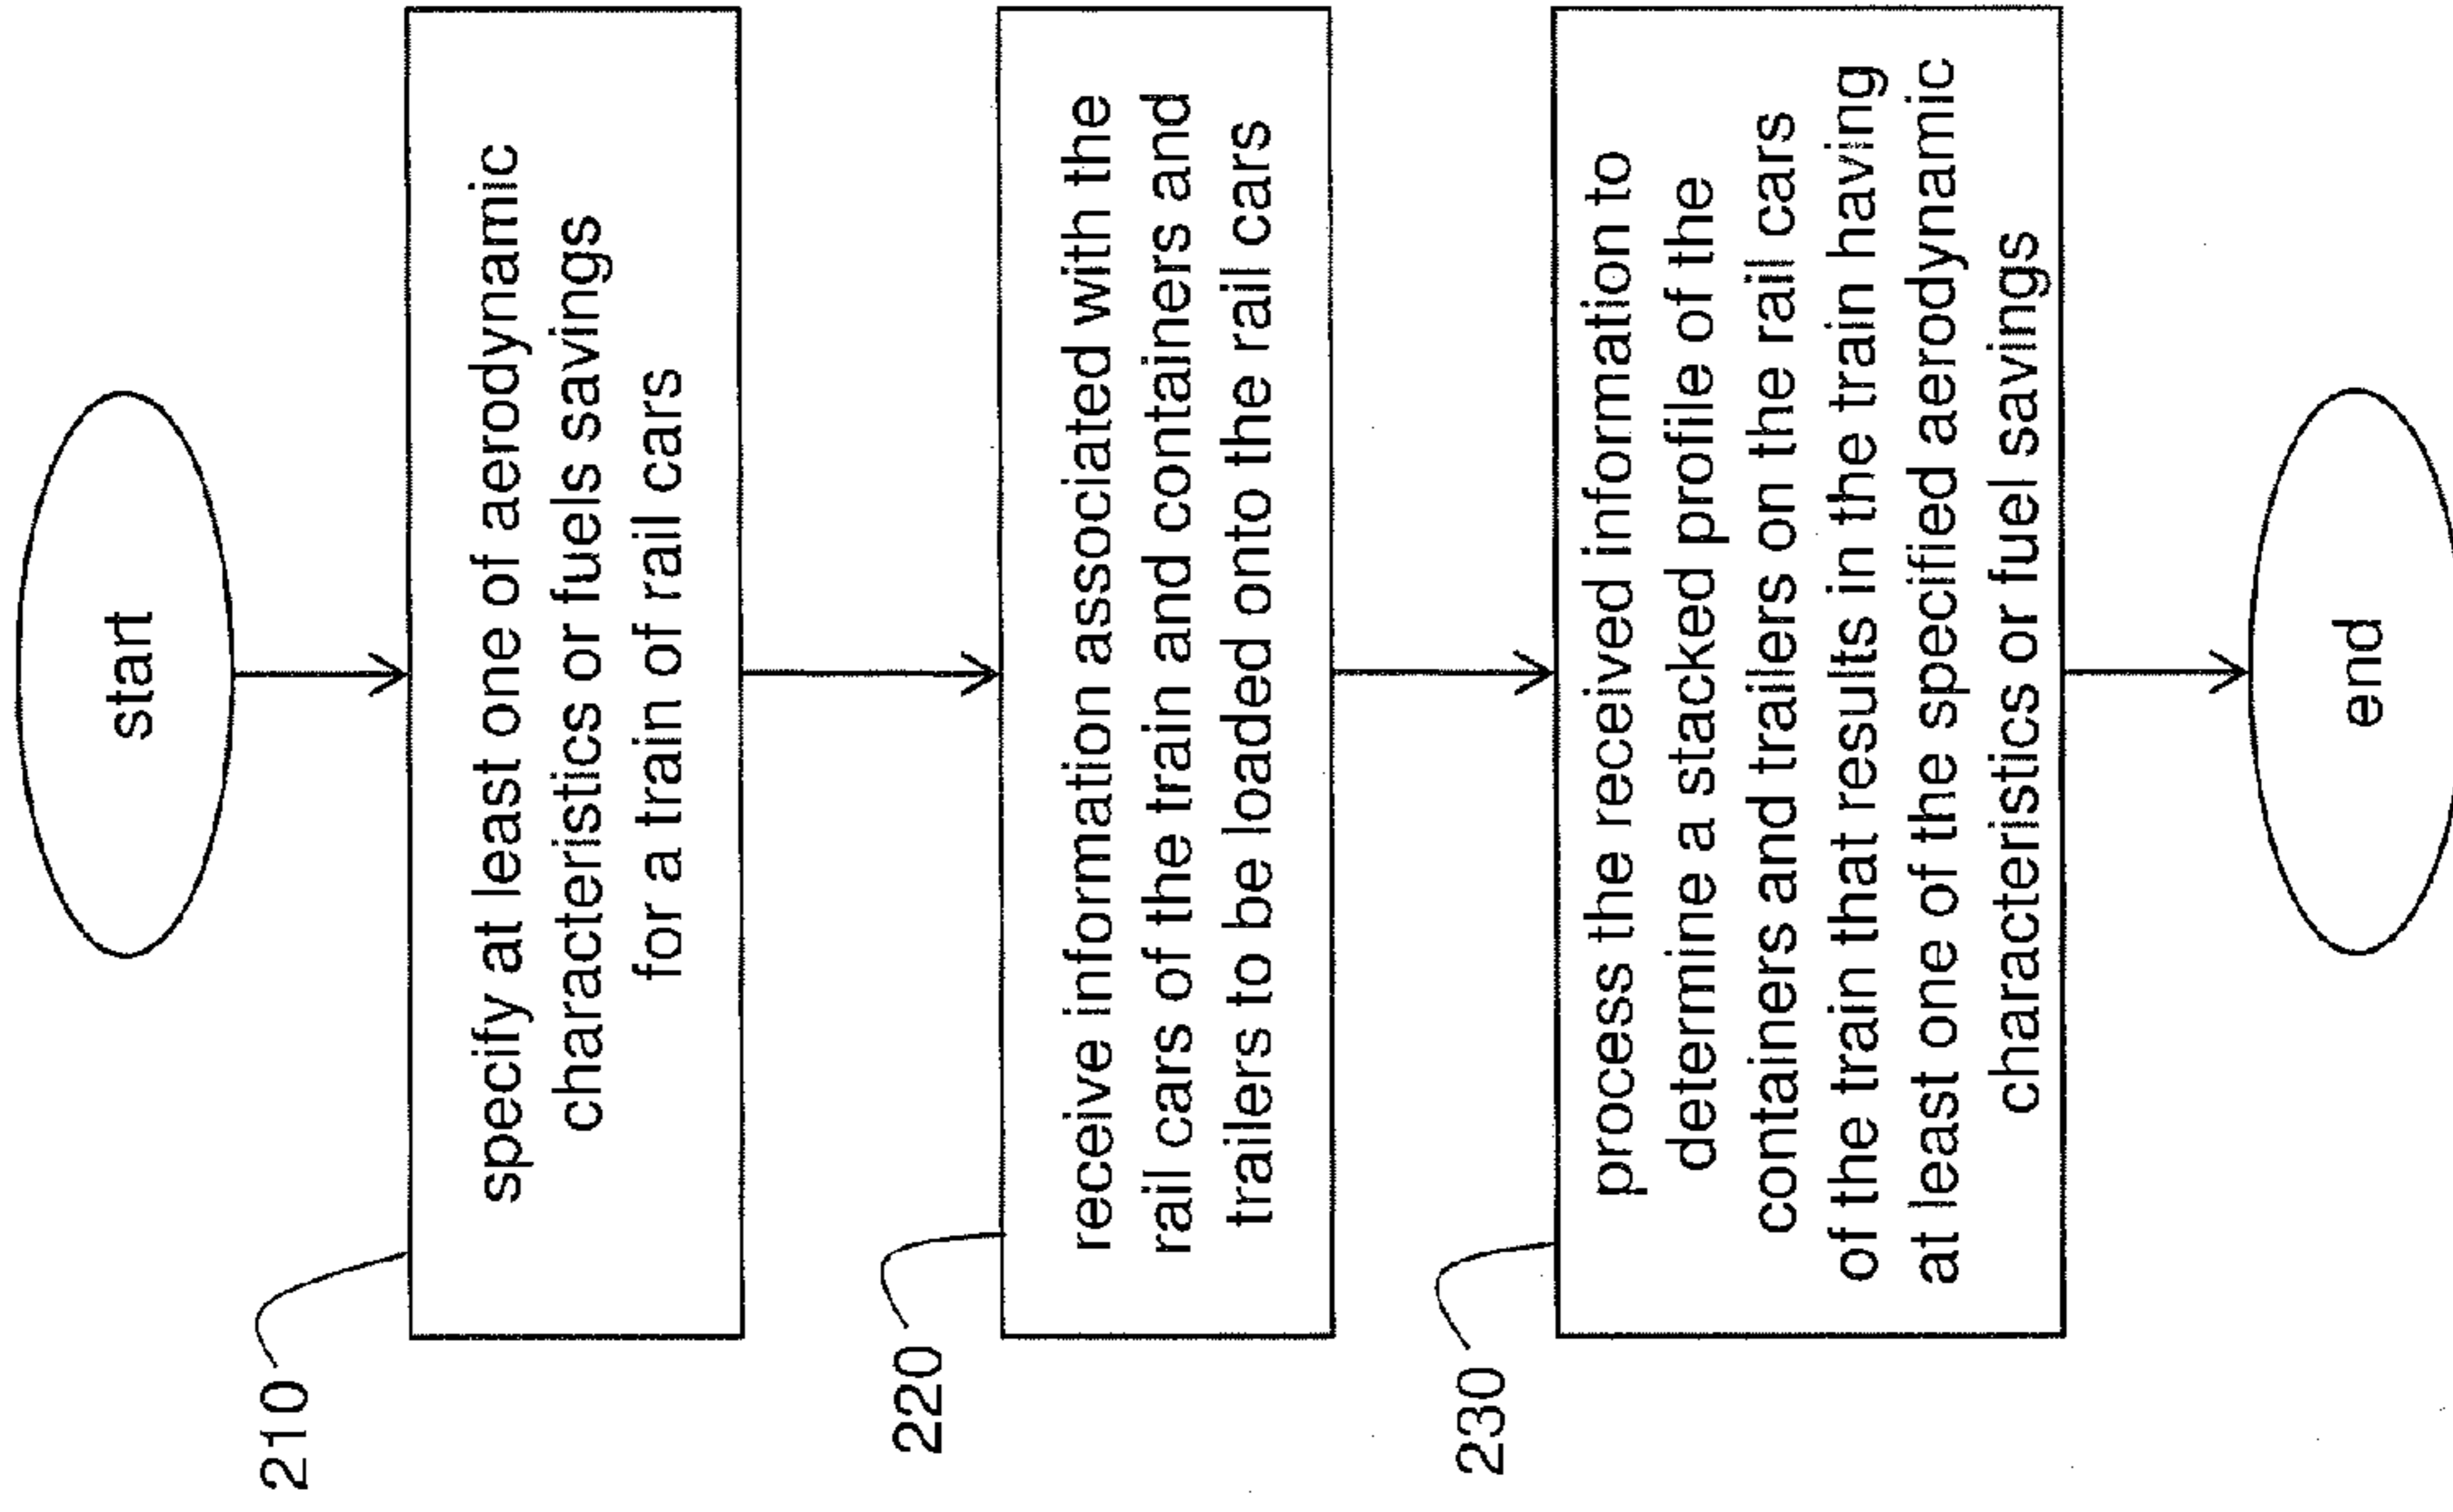 start
210
specify at least one of aerodynamic
characteristics or fuels savings
for a train of rail cars
220
receive information associated with the
rail cars of the train and containers and
trailers to be loaded onto the rail cars
230
process the received information to
determine a stacked profile of the
containers and trailers on the rail cars
of the train that results in the train having
at least one of the specified aerodynamic
characteristics or fuel savings
end